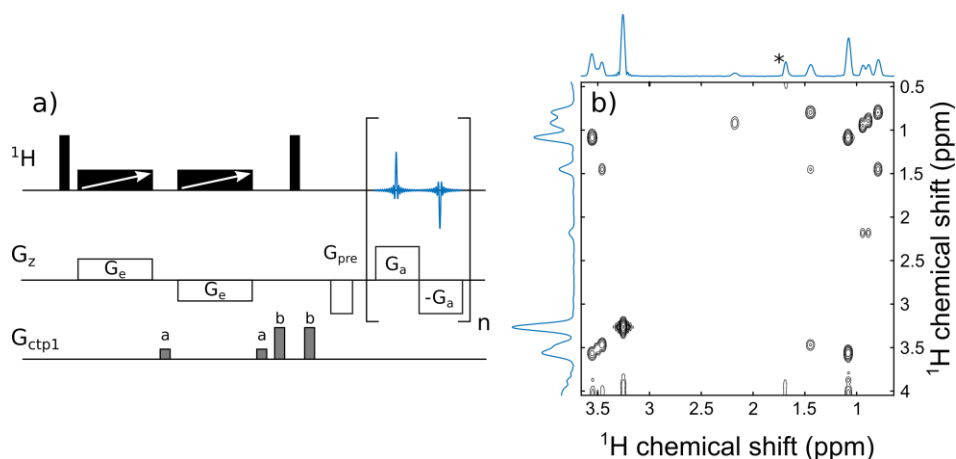 a)
¹H
G_z
G_e
G_e
G_pre
G_a
-G_a
n
G_ctp1
a
a
b
b
b)
*
0.5
1
1.5
2
2.5
3
3.5
4
¹H chemical shift (ppm)
3.5
3
2.5
2
1.5
1
¹H chemical shift (ppm)